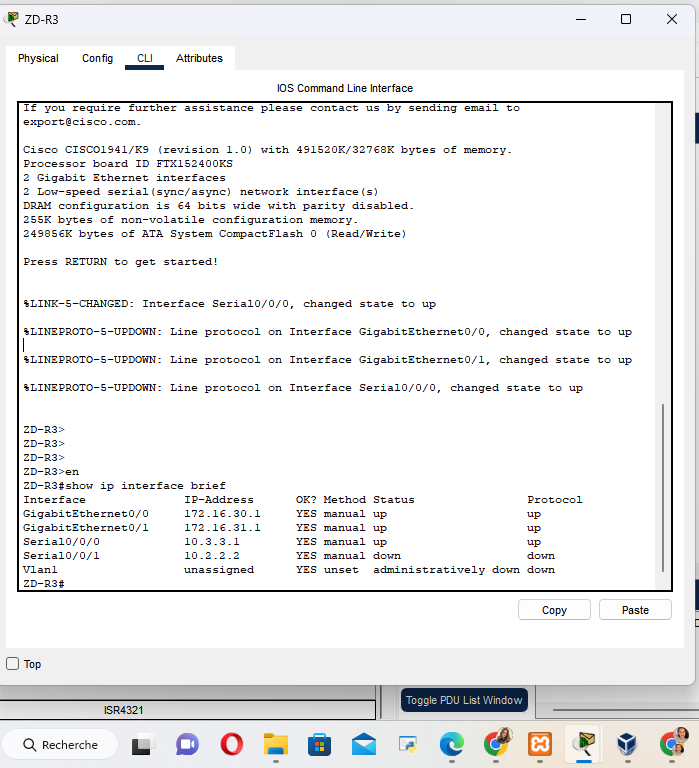 ZD-R3
Physical Config CLI Attributes
IOS Command Line Interface
If you require further assistance please contact us by sending email to
export@cisco.com.
Cisco CISCO1941/K9 (revision 1.0) with 491520K/32768K bytes of memory.
Processor board ID FTX152400KS
2 Gigabit Ethernet interfaces
2 Low-speed serial(sync/async) network interface(s)
DRAM configuration is 64 bits wide with parity disabled.
255K bytes of non-volatile configuration memory.
249856K bytes of ATA System CompactFlash 0 (Read/Write)
Press RETURN to get started!
%LINK-5-CHANGED: Interface Serial0/0/0, changed state to up
%LINEPROTO-5-UPDOWN: Line protocol on Interface GigabitEthernet0/0, changed state to up
%LINEPROTO-5-UPDOWN: Line protocol on Interface GigabitEthernet0/1, changed state to up
%LINEPROTO-5-UPDOWN: Line protocol on Interface Serial0/0/0, changed state to up
ZD-R3>
ZD-R3>
ZD-R3>
ZD-R3>en
ZD-R3#show ip interface brief
Interface IP-Address OK? Method Status Protocol
GigabitEthernet0/0 172.16.30.1 YES manual up up
GigabitEthernet0/1 172.16.31.1 YES manual up up
Serial0/0/0 10.3.3.1 YES manual up up
Serial0/0/1 10.2.2.2 YES manual down down
Vlan1 unassigned YES unset administratively down down
ZD-R3#
Copy Paste
Top
Toggle PDU List Window
ISR4321
Recherche